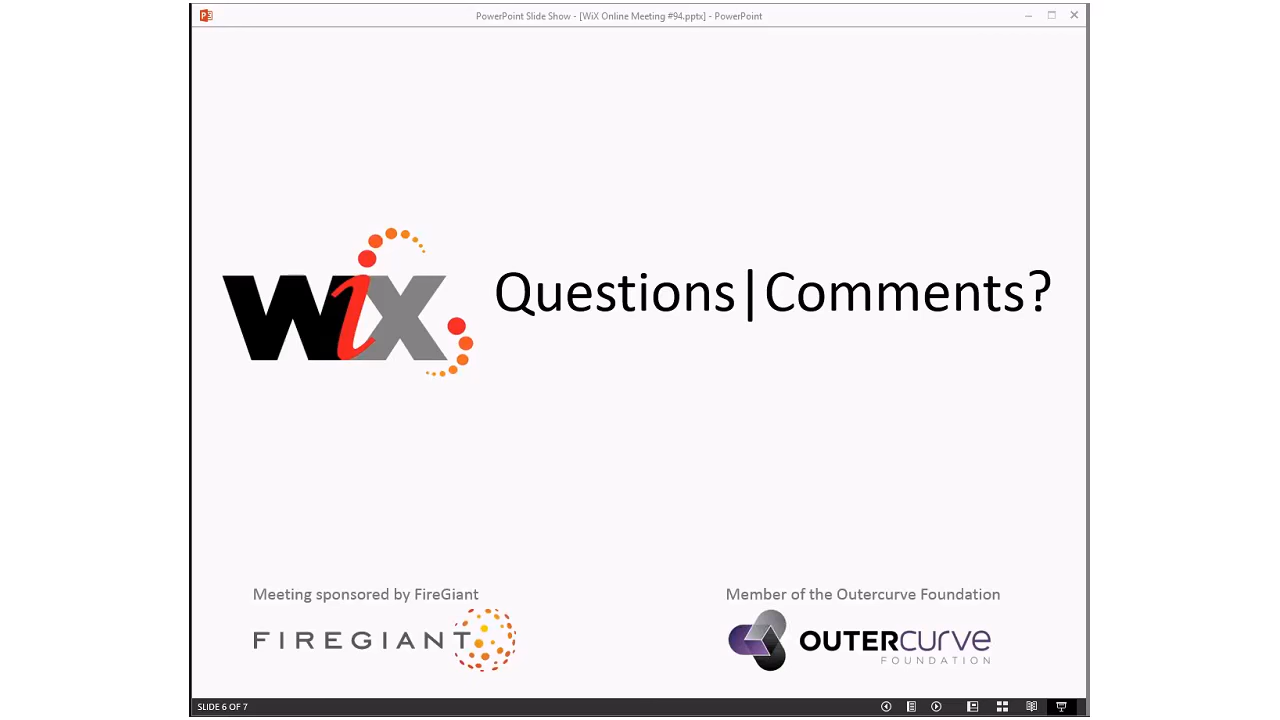 PowerPoint Slide Show - [WiX Online Meeting #94.pptx] - PowerPoint
WiX
Questions|Comments?
Meeting sponsored by FireGiant
FIREGIANT
Member of the Outercurve Foundation
OUTERCURVE
FOUNDATION
SLIDE 6 OF 7